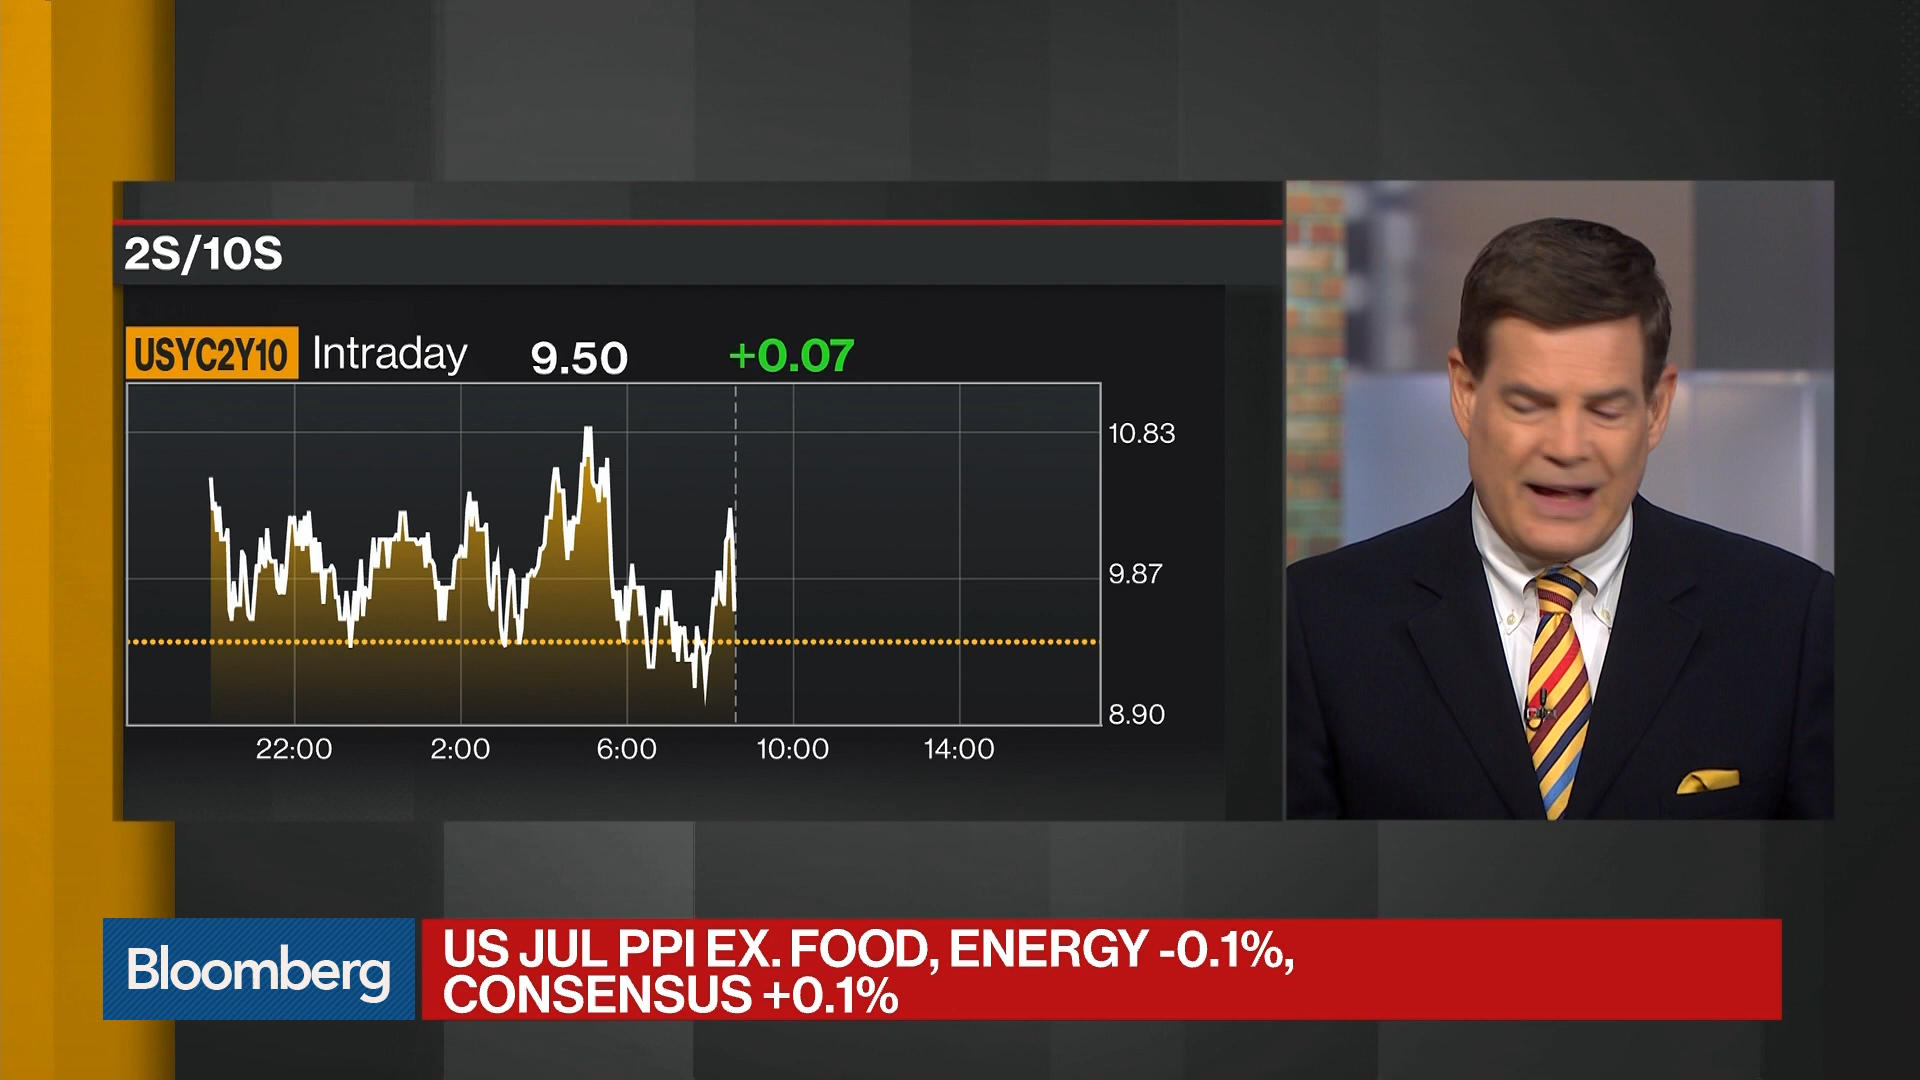 2S/10S
USYC2Y10 Intraday 9.50 +0.07
10.83
9.87
8.90
22:00 2:00 6:00 10:00 14:00
Bloomberg
US JUL PPI EX. FOOD, ENERGY -0.1%,
CONSENSUS +0.1%